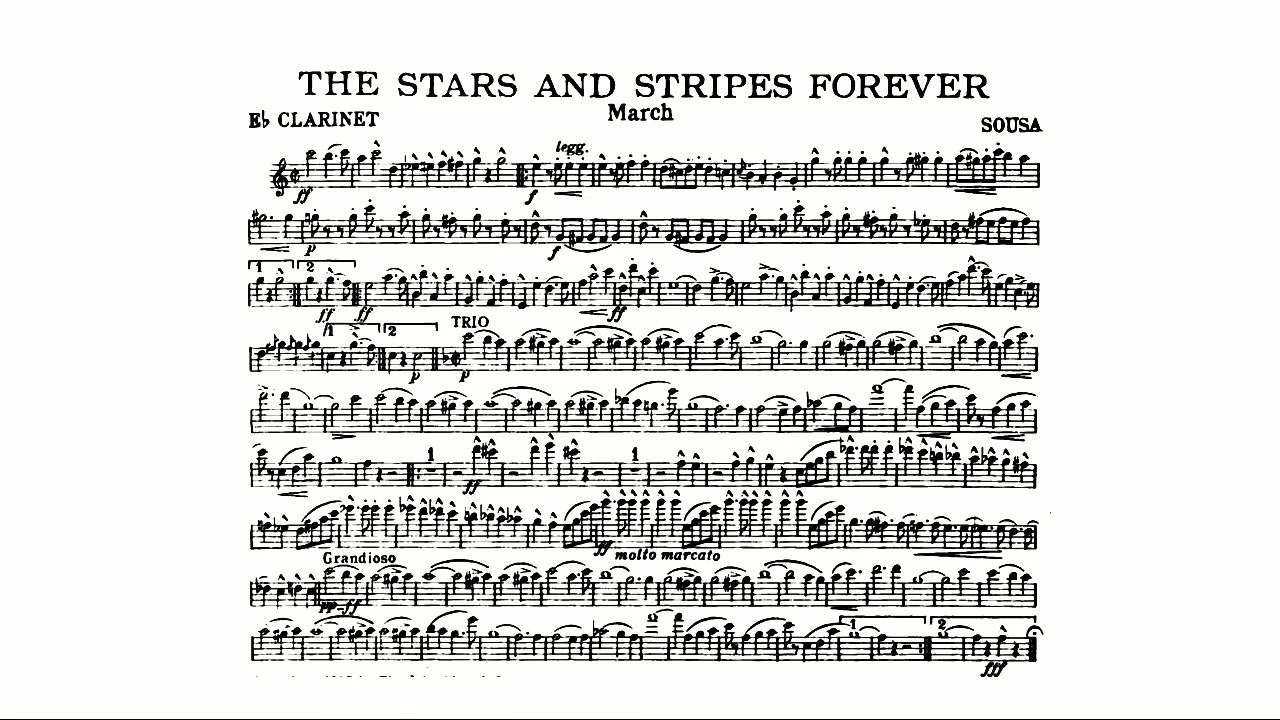 THE STARS AND STRIPES FOREVER
March
E♭ CLARINET
SOUSA
legg.
ff
f
p
f
1 2
ff ff ff
TRIO
1 2
p p
1 1
ff
ff molto marcato
Grandioso
pp-ff
1 2
fff